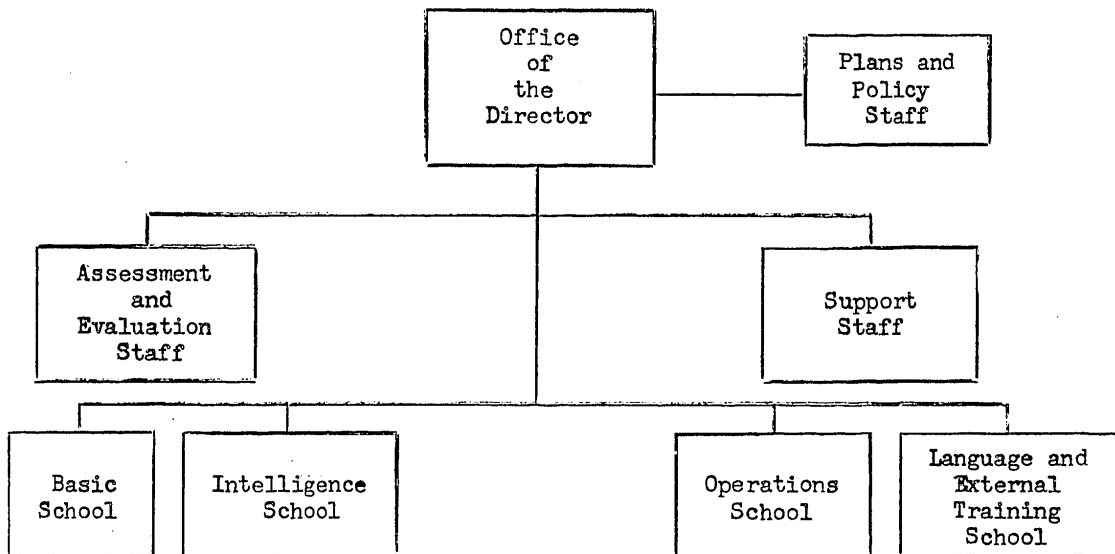 Office
of
the
Director
Plans and
Policy
Staff
Assessment
and
Evaluation
Staff
Support
Staff
Basic
School
Intelligence
School
Operations
School
Language and
External
Training
School